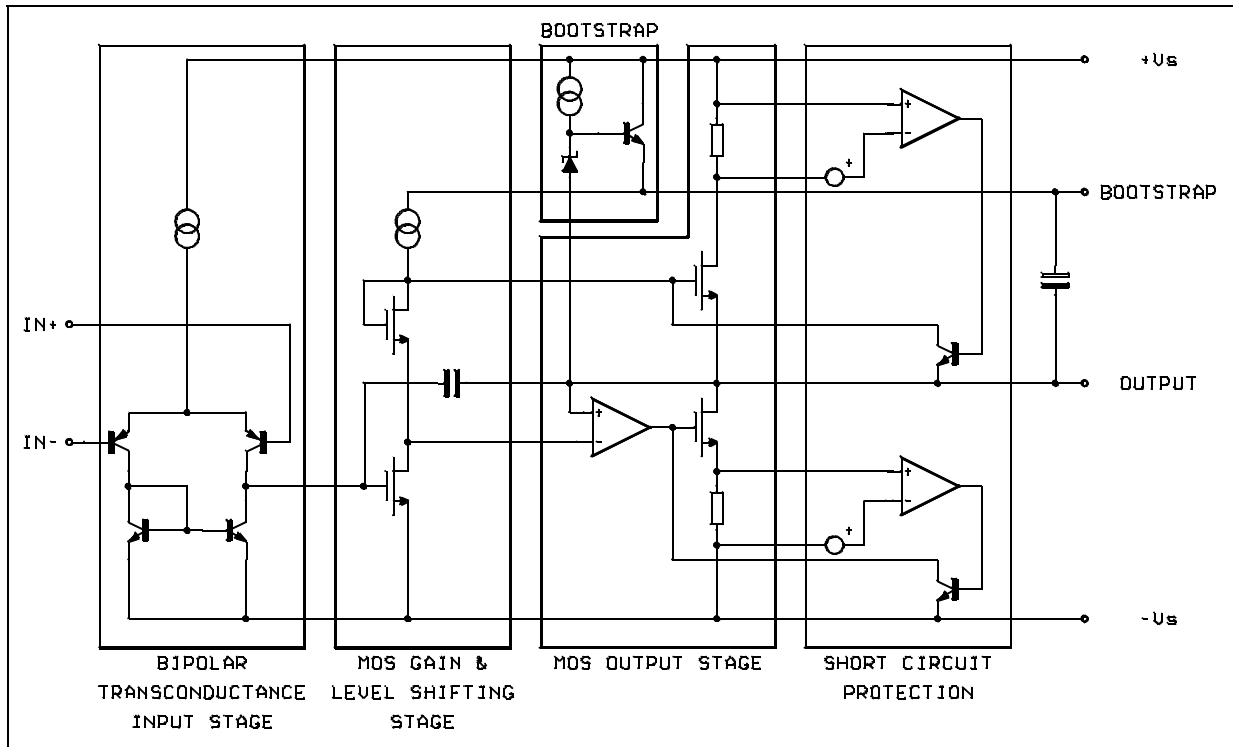 BOOTSTRAP
+Vs
+
-
+
BOOTSTRAP
IN+
OUTPUT
IN-
+
-
+
-
+
-Vs
BIPOLAR
TRANSCONDUCTANCE
INPUT STAGE
MOS GAIN &
LEVEL SHIFTING
STAGE
MOS OUTPUT STAGE
SHORT CIRCUIT
PROTECTION